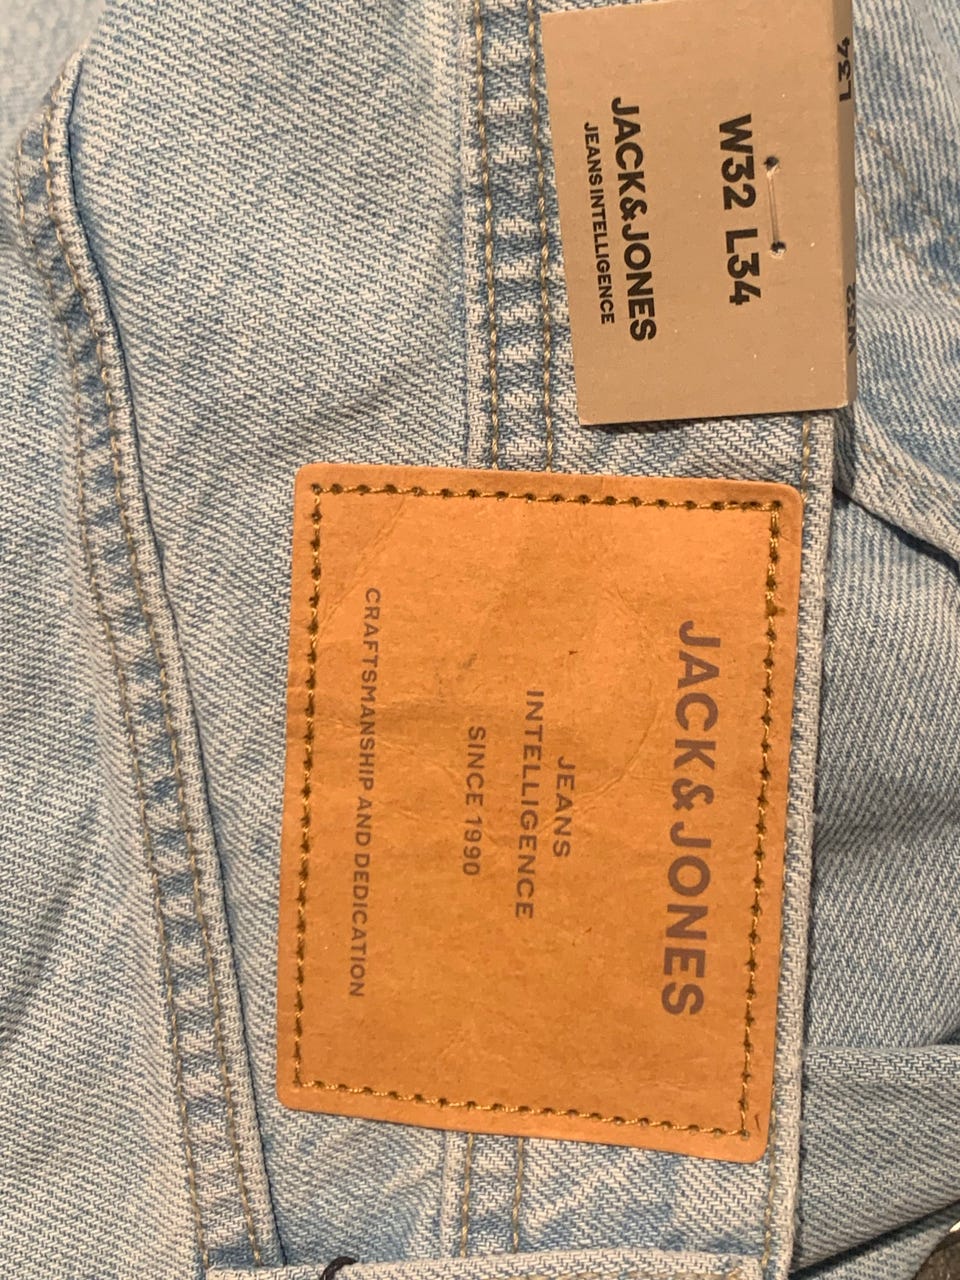 W32 L34
JACK&JONES
JEANS INTELLIGENCE
L34
W32
JACK&JONES
JEANS
INTELLIGENCE
SINCE 1990
CRAFTSMANSHIP AND DEDICATION